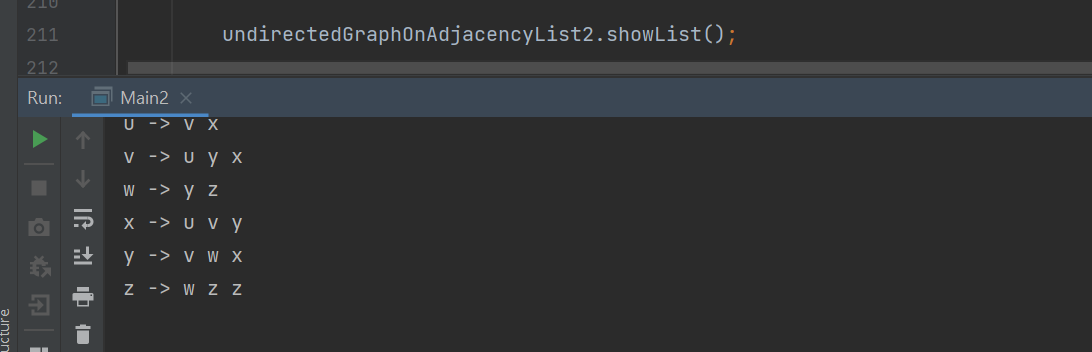 210
211 undirectedGraphOnAdjacencyList2.showList();
212
Run: Main2
u -> v x
v -> u y x
w -> y z
x -> u v y
y -> v w x
z -> w z z
ucture